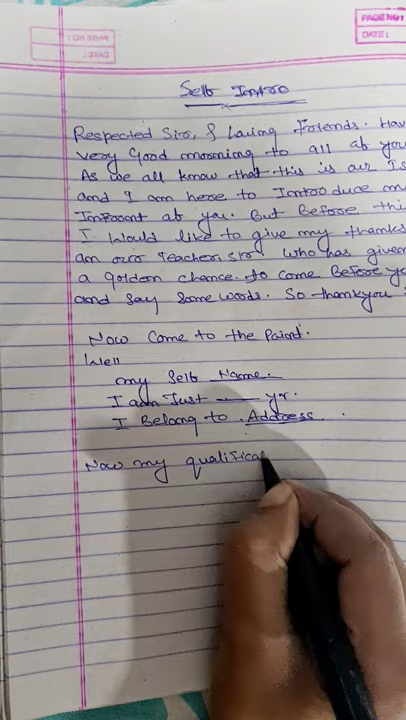 PAGE NO:
DATE:
Self Intro
Respected Sir, & Loving Friends. Hav
very Good morning to all of you
As we all know that this is our Is
and I am here to Introduce m
Infront of you. But Before thi
I Would like to give my thanks
an our Teacher, Sir who has given
a golden chance to come Before yo
and say some words. So thankyou
Now Come to the Point.
Well
my Self Name.
I am Just —— yr.
I Belong to Address.
Now my qualifica